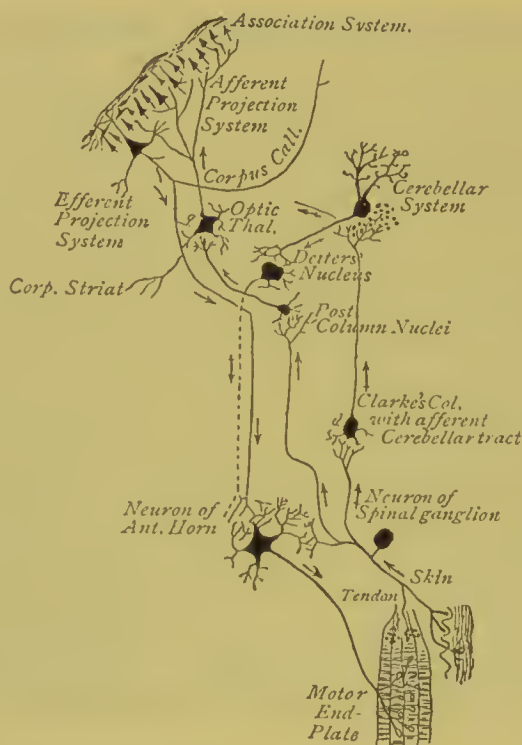 Association System.
Afferent
Projection
System
Corpus Call.
Efferent
Projection
System
Optic
Thal.
Cerebellar
System
Deiters
Nucleus
Corp. Striat
Post
Column Nuclei
Clarke's Col.
d with afferent
Cerebellar tract
Neuron of
Ant. Horn
Neuron of
Spinal ganglion
Skin
Tendon
Motor
End-
Plate